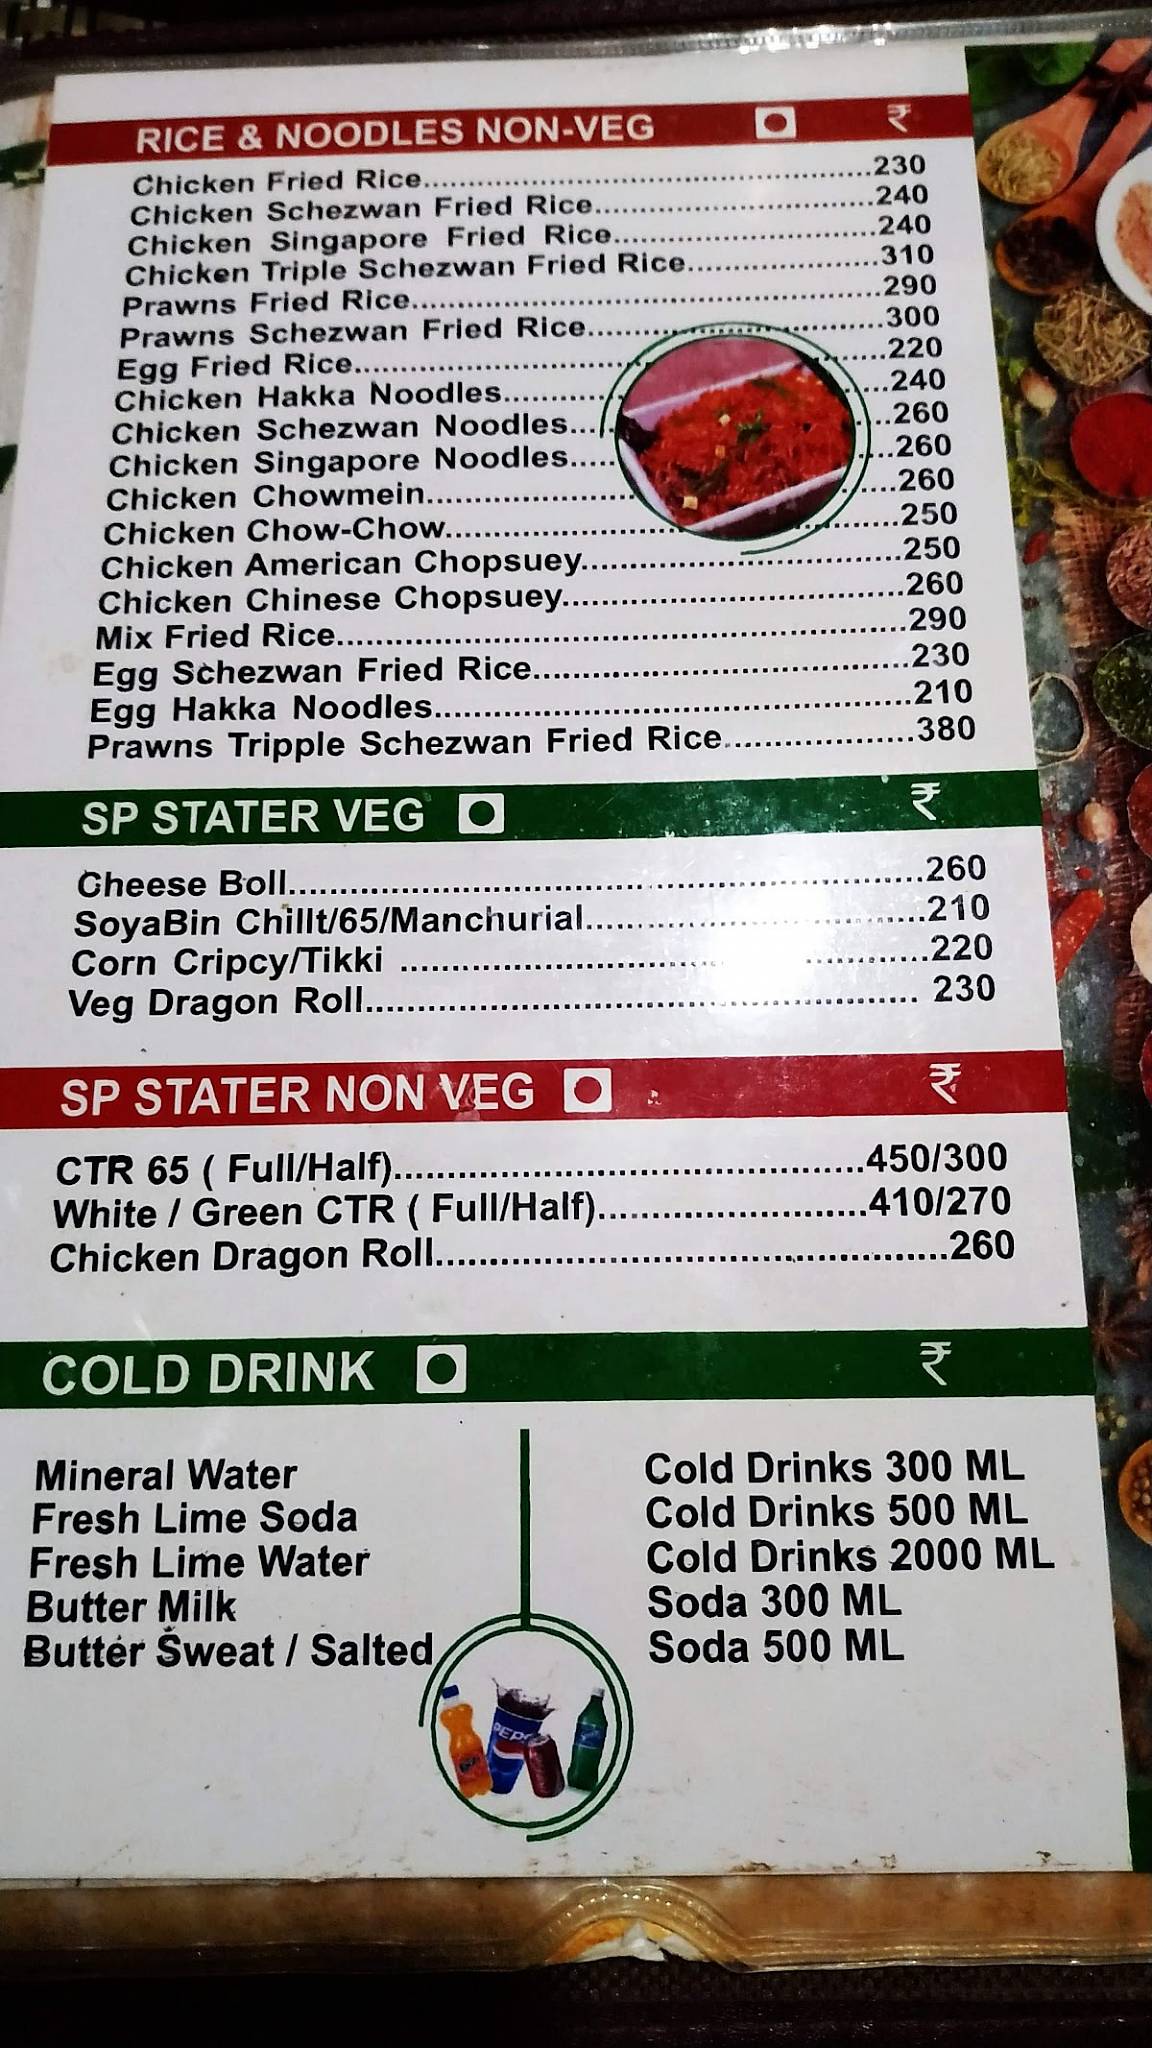 RICE & NOODLES NON-VEG ₹
Chicken Fried Rice....................230
Chicken Schezwan Fried Rice....................240
Chicken Singapore Fried Rice....................240
Chicken Triple Schezwan Fried Rice....................310
Prawns Fried Rice....................290
Prawns Schezwan Fried Rice....................300
Egg Fried Rice....................220
Chicken Hakka Noodles....................240
Chicken Schezwan Noodles....................260
Chicken Singapore Noodles....................260
Chicken Chowmein....................260
Chicken Chow-Chow....................250
Chicken American Chopsuey....................250
Chicken Chinese Chopsuey....................260
Mix Fried Rice....................290
Egg Schezwan Fried Rice....................230
Egg Hakka Noodles....................210
Prawns Tripple Schezwan Fried Rice....................380
SP STATER VEG ₹
Cheese Boll....................260
SoyaBin Chillt/65/Manchurial....................210
Corn Cripcy/Tikki ....................220
Veg Dragon Roll.................... 230
SP STATER NON VEG ₹
CTR 65 ( Full/Half)....................450/300
White / Green CTR ( Full/Half)....................410/270
Chicken Dragon Roll....................260
COLD DRINK ₹
Mineral Water
Fresh Lime Soda
Fresh Lime Water
Butter Milk
Butter Sweat / Salted
Cold Drinks 300 ML
Cold Drinks 500 ML
Cold Drinks 2000 ML
Soda 300 ML
Soda 500 ML